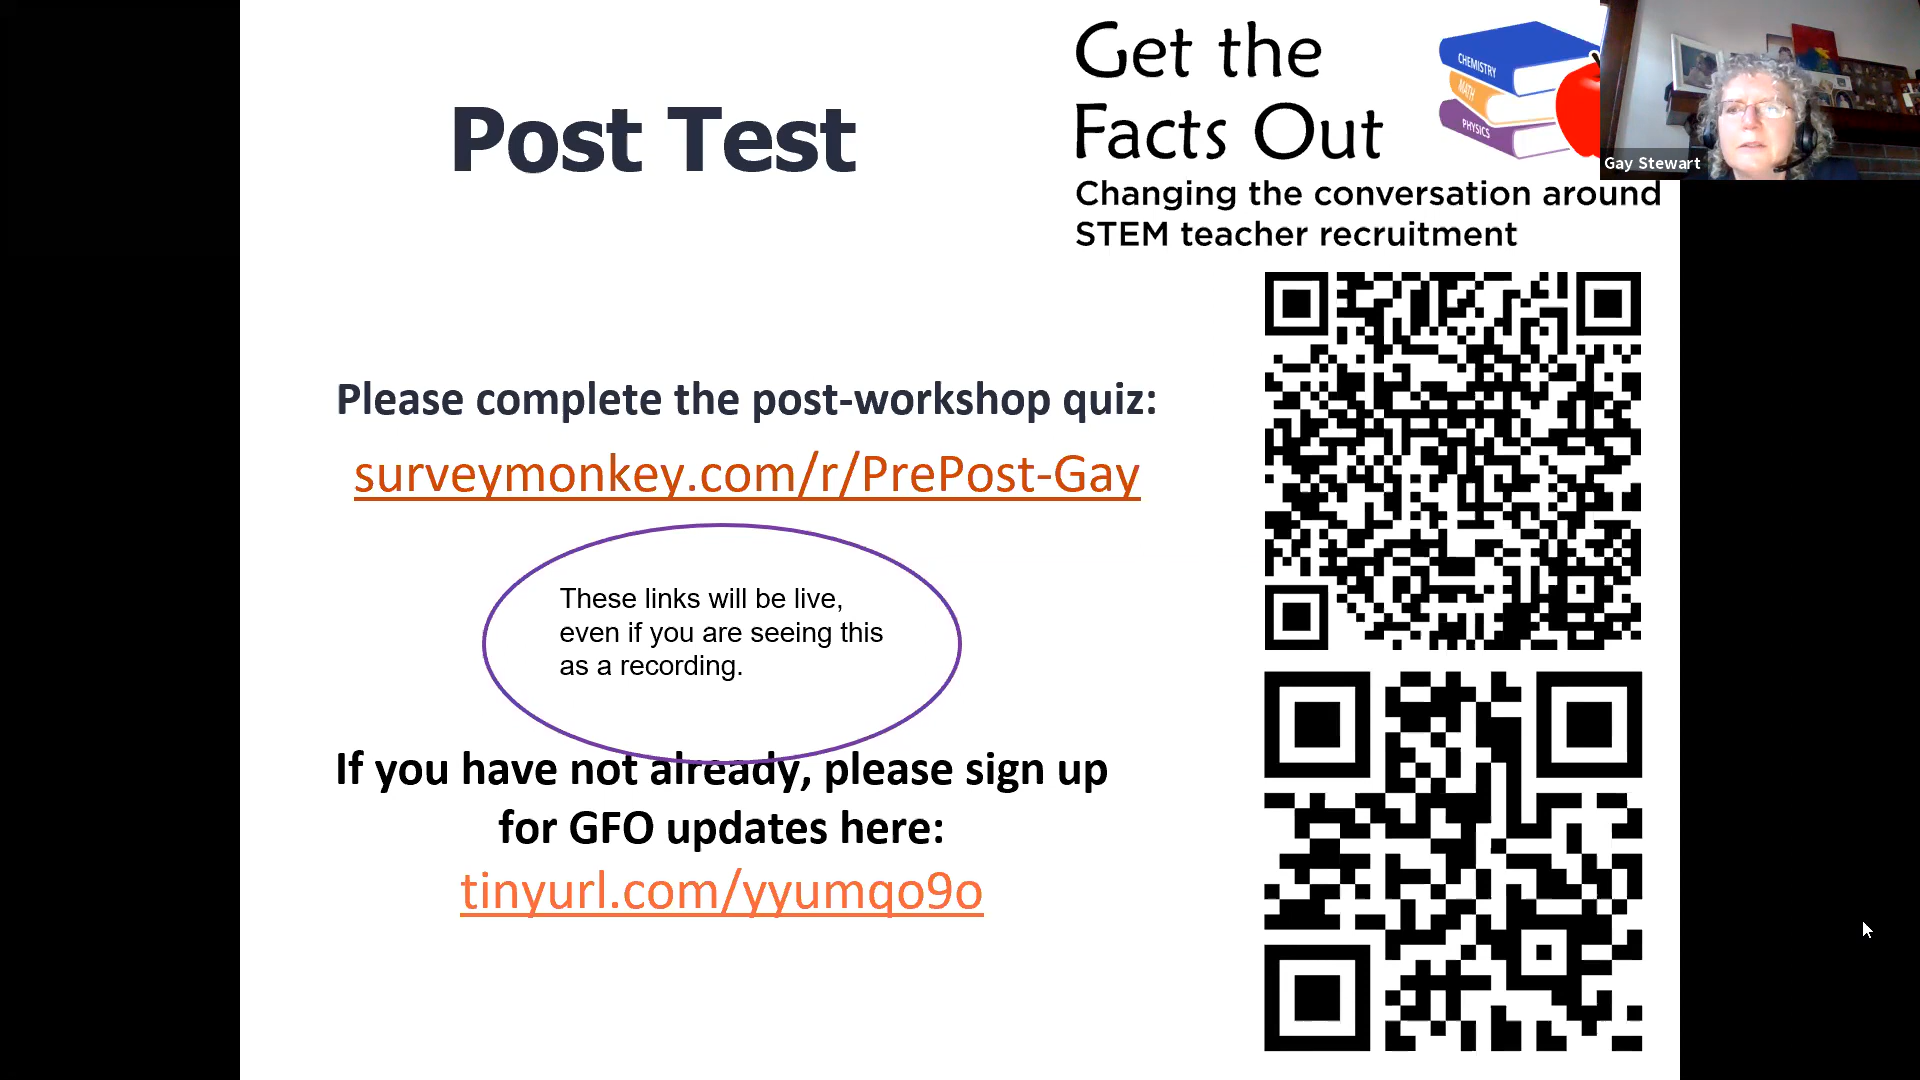 Post Test
Get the
Facts Out
Changing the conversation around
STEM teacher recruitment
CHEMISTRY
MATH
PHYSICS
Gay Stewart
Please complete the post-workshop quiz:
surveymonkey.com/r/PrePost-Gay
These links will be live,
even if you are seeing this
as a recording.
If you have not already, please sign up
for GFO updates here:
tinyurl.com/yyumqo9o